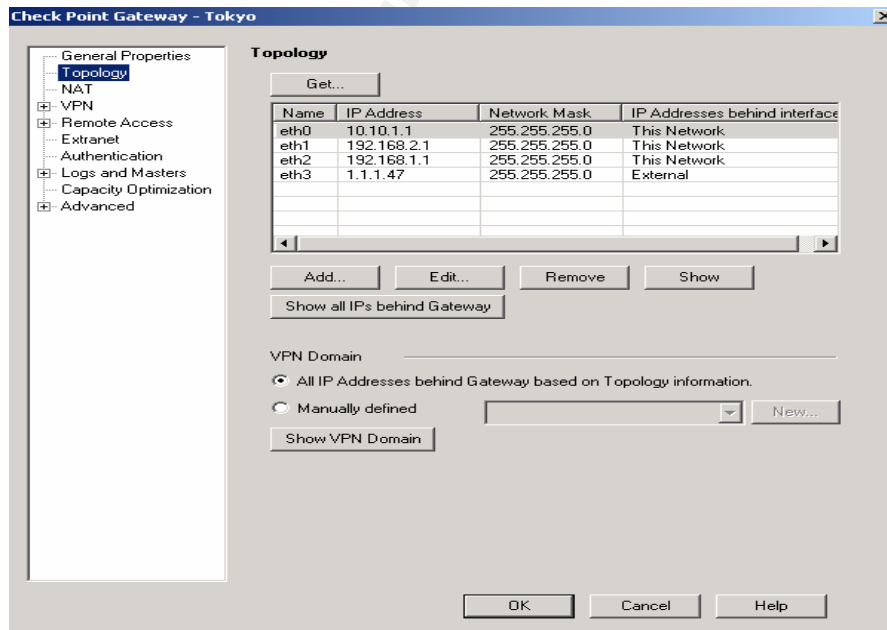 Check Point Gateway - Tokyo
General Properties
Topology
NAT
VPN
Remote Access
Extranet
Authentication
Logs and Masters
Capacity Optimization
Advanced
Topology
Get...
Name IP Address Network Mask IP Addresses behind interface
eth0 10.10.1.1 255.255.255.0 This Network
eth1 192.168.2.1 255.255.255.0 This Network
eth2 192.168.1.1 255.255.255.0 This Network
eth3 1.1.1.47 255.255.255.0 External
Add... Edit... Remove Show
Show all IPs behind Gateway
VPN Domain
All IP Addresses behind Gateway based on Topology information.
Manually defined New...
Show VPN Domain
OK Cancel Help